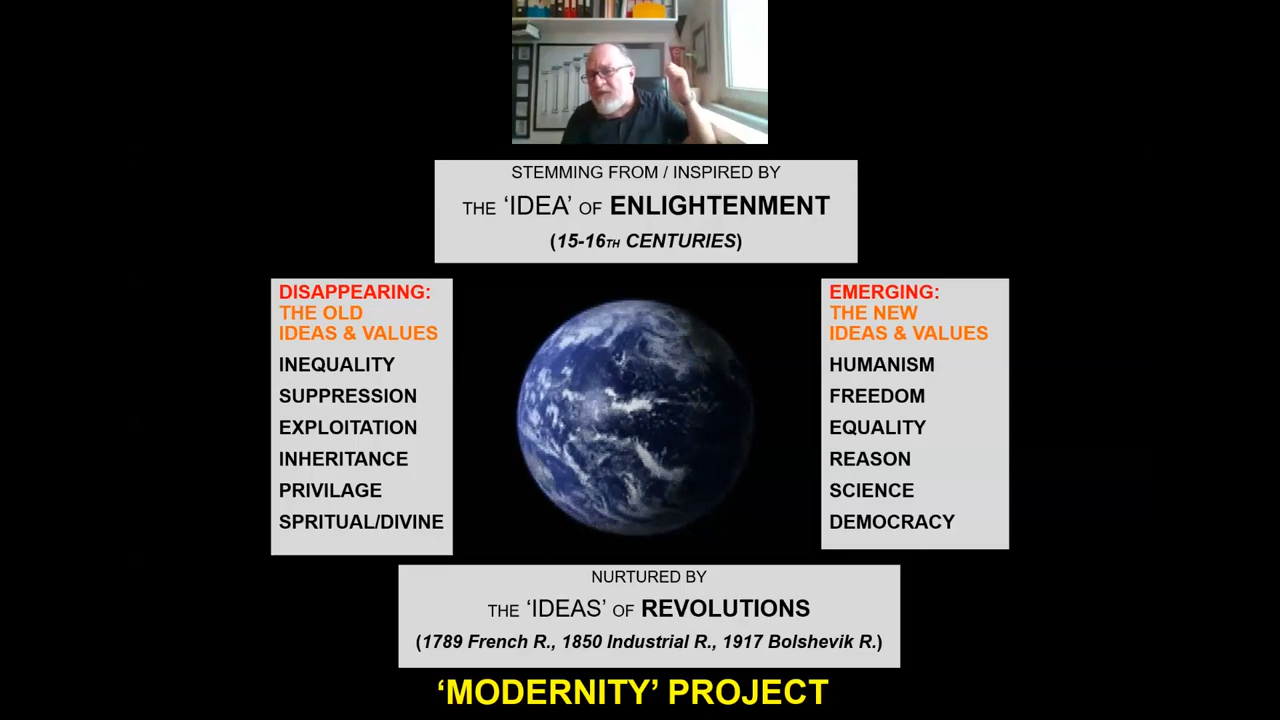 STEMMING FROM / INSPIRED BY
THE ‘IDEA’ OF ENLIGHTENMENT
(15-16TH CENTURIES)
DISAPPEARING:
THE OLD
IDEAS & VALUES
INEQUALITY
SUPPRESSION
EXPLOITATION
INHERITANCE
PRIVILAGE
SPRITUAL/DIVINE
EMERGING:
THE NEW
IDEAS & VALUES
HUMANISM
FREEDOM
EQUALITY
REASON
SCIENCE
DEMOCRACY
NURTURED BY
THE ‘IDEAS’ OF REVOLUTIONS
(1789 French R., 1850 Industrial R., 1917 Bolshevik R.)
‘MODERNITY’ PROJECT